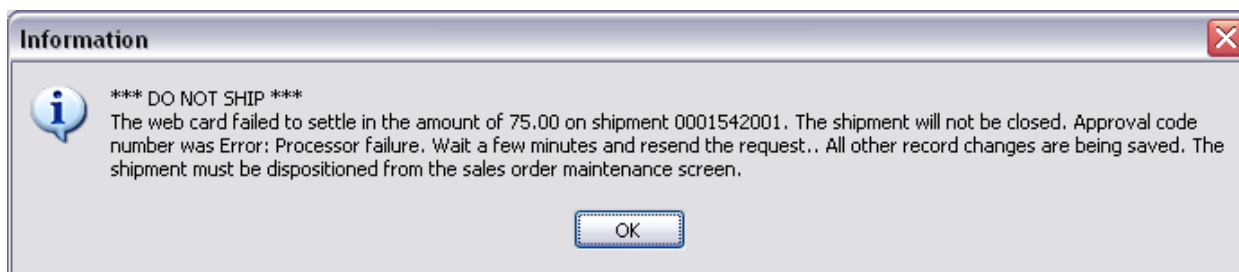 Information
*** DO NOT SHIP ***
The web card failed to settle in the amount of 75.00 on shipment 0001542001. The shipment will not be closed. Approval code
number was Error: Processor failure. Wait a few minutes and resend the request.. All other record changes are being saved. The
shipment must be dispositioned from the sales order maintenance screen.
OK